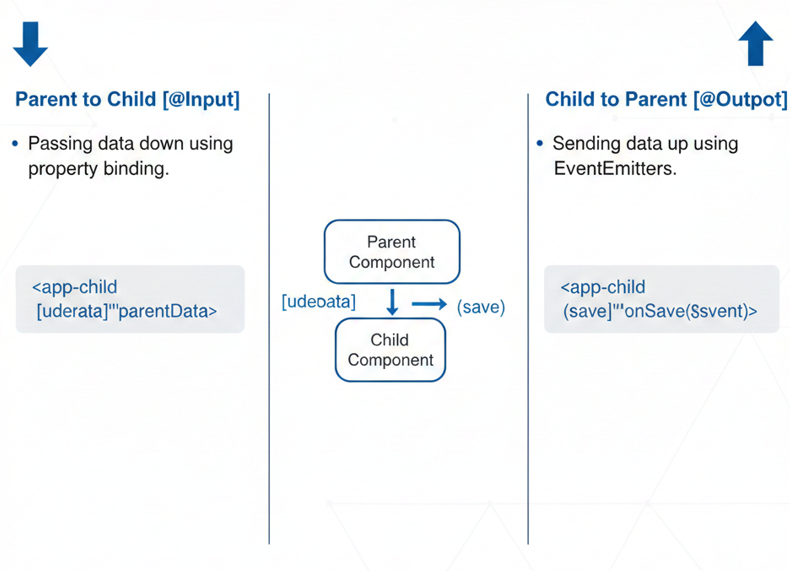 Parent to Child [@Input]
• Passing data down using
property binding.
<app-child
[uderata]"'parentData>
Parent
Component
[udeData]
(save)
Child
Component
Child to Parent [@Outpot]
• Sending data up using
EventEmitters.
<app-child
(save]"'onSave($svent)>